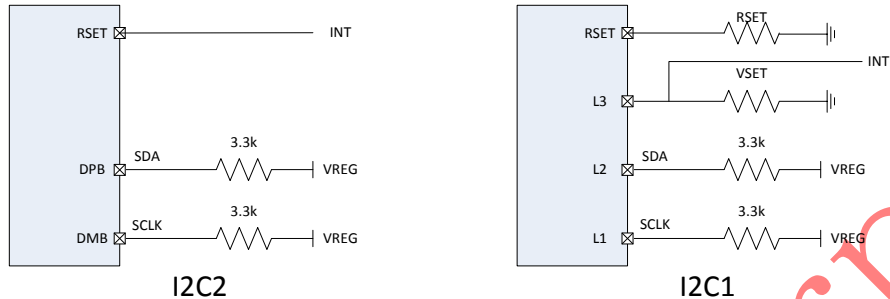 RSET INT
DPB SDA 3.3k VREG
DMB SCLK 3.3k VREG
I2C2
RSET RSET
INT
L3 VSET
L2 SDA 3.3k VREG
L1 SCLK 3.3k VREG
I2C1